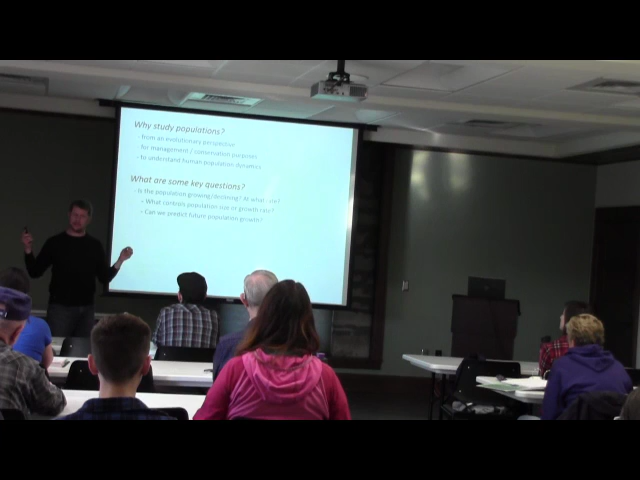 Why study populations?
- from an evolutionary perspective
for management / conservation purposes
- to understand human population dynamics
What are some key questions?
- Is the population growing/declining? At what
- What controls population size or growth rate?
- Can we predict future population growth?